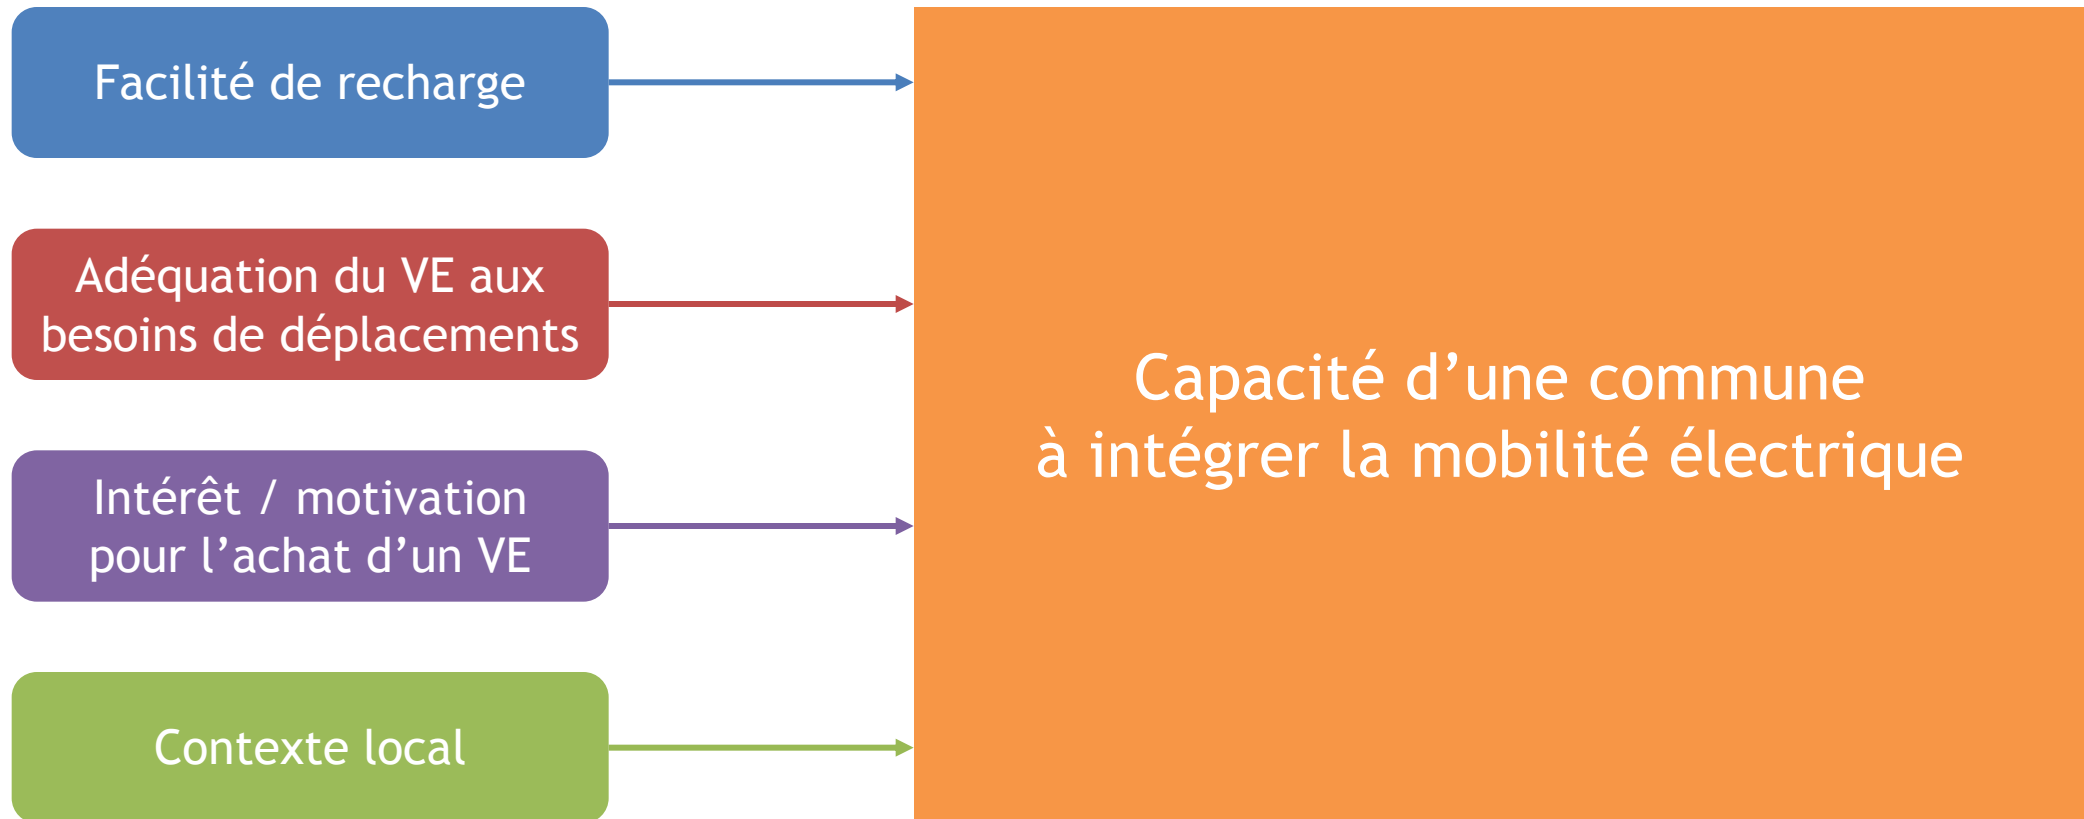 Facilité de recharge
Adéquation du VE aux
besoins de déplacements
Intérêt / motivation
pour l’achat d’un VE
Contexte local
Capacité d’une commune
à intégrer la mobilité électrique